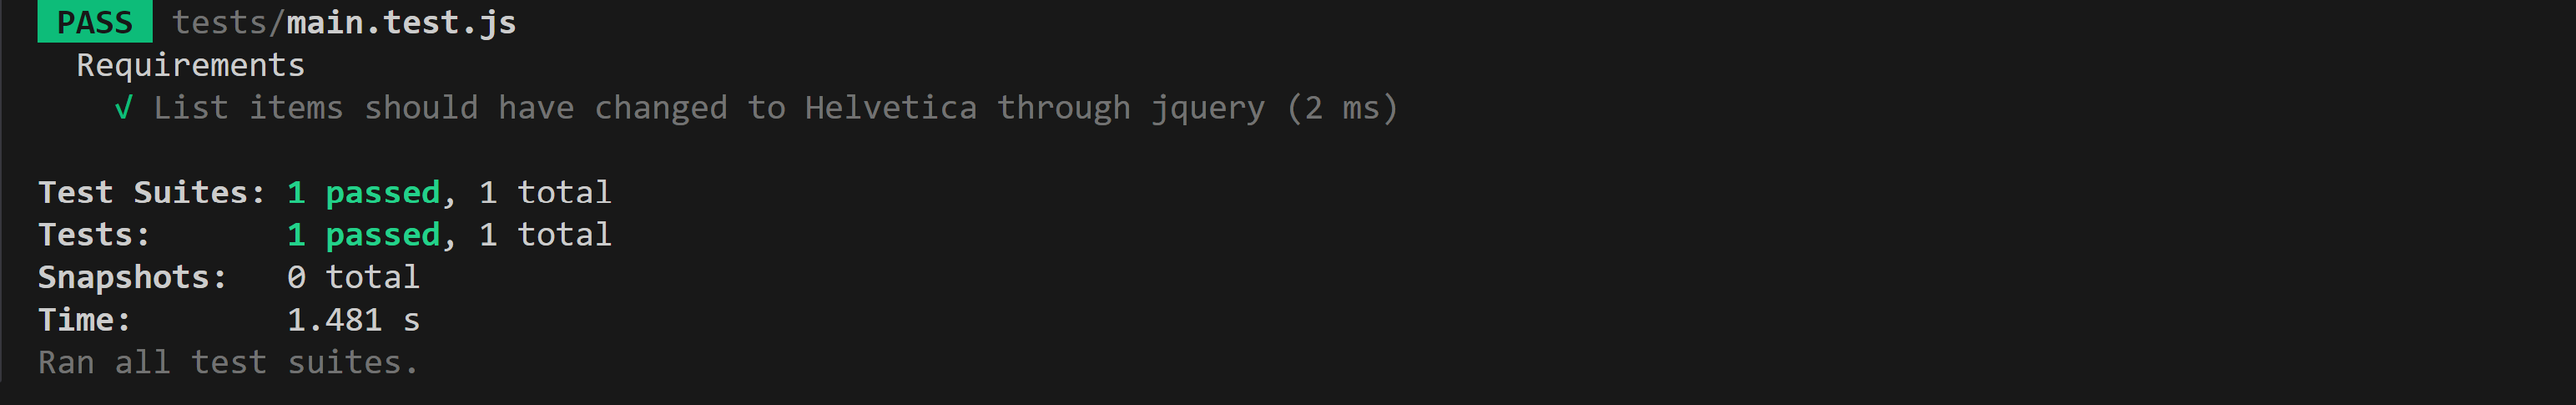 PASS tests/main.test.js
Requirements
√ List items should have changed to Helvetica through jquery (2 ms)
Test Suites: 1 passed, 1 total
Tests: 1 passed, 1 total
Snapshots: 0 total
Time: 1.481 s
Ran all test suites.